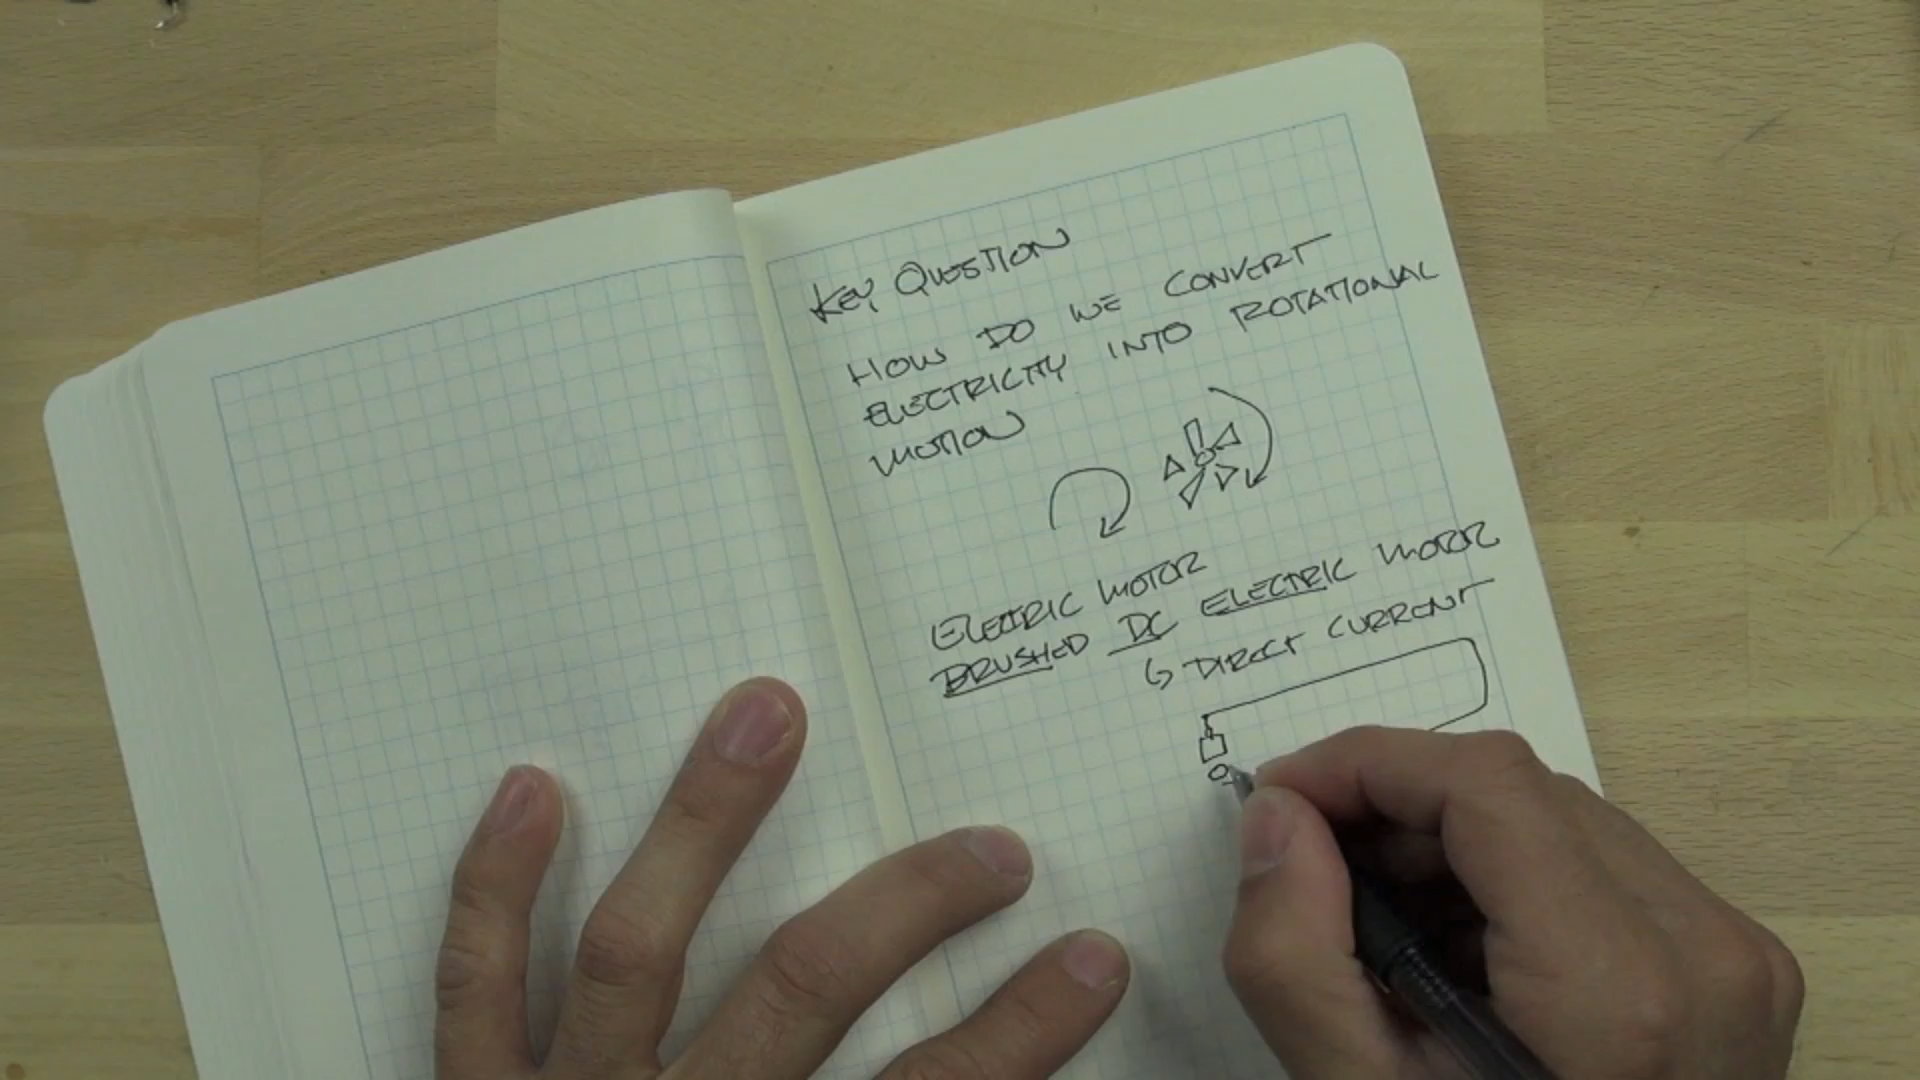 KEY QUESTION
HOW DO WE CONVERT
ELECTRICITY INTO ROTATIONAL
MOTION
ELECTRIC MOTOR
BRUSHED DC ELECTRIC MOTOR
↳ DIRECT CURRENT